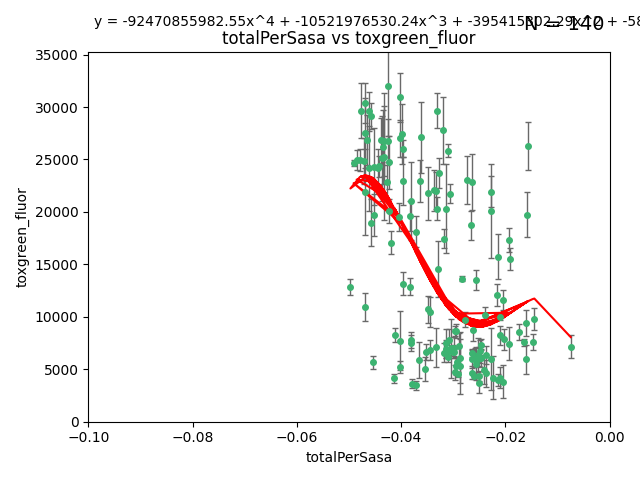 y = -92470855982.55x^4 + -10521976530.24x^3 + + -58
N = 140
totalPerSasa vs toxgreen_fluor
toxgreen_fluor
35000
30000
25000
20000
15000
10000
5000
0
−0.10
−0.08
−0.06
−0.04
−0.02
0.00
totalPerSasa